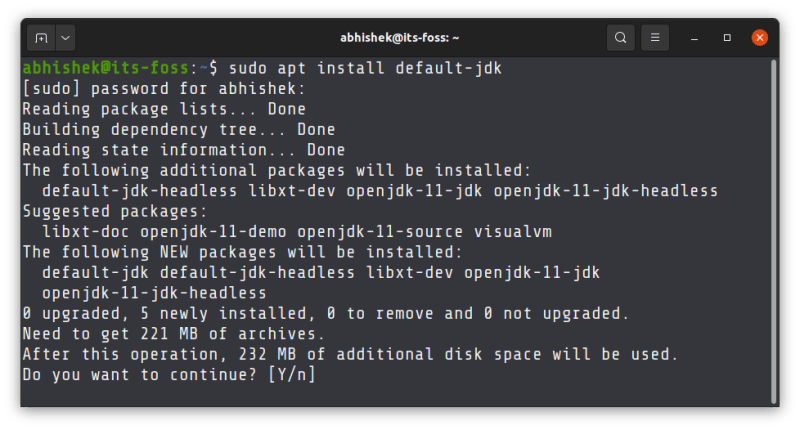 abhishek@its-foss: ~
abhishek@its-foss:~$ sudo apt install default-jdk
[sudo] password for abhishek:
Reading package lists... Done
Building dependency tree... Done
Reading state information... Done
The following additional packages will be installed:
  default-jdk-headless libxt-dev openjdk-11-jdk openjdk-11-jdk-headless
Suggested packages:
  libxt-doc openjdk-11-demo openjdk-11-source visualvm
The following NEW packages will be installed:
  default-jdk default-jdk-headless libxt-dev openjdk-11-jdk
  openjdk-11-jdk-headless
0 upgraded, 5 newly installed, 0 to remove and 0 not upgraded.
Need to get 221 MB of archives.
After this operation, 232 MB of additional disk space will be used.
Do you want to continue? [Y/n]